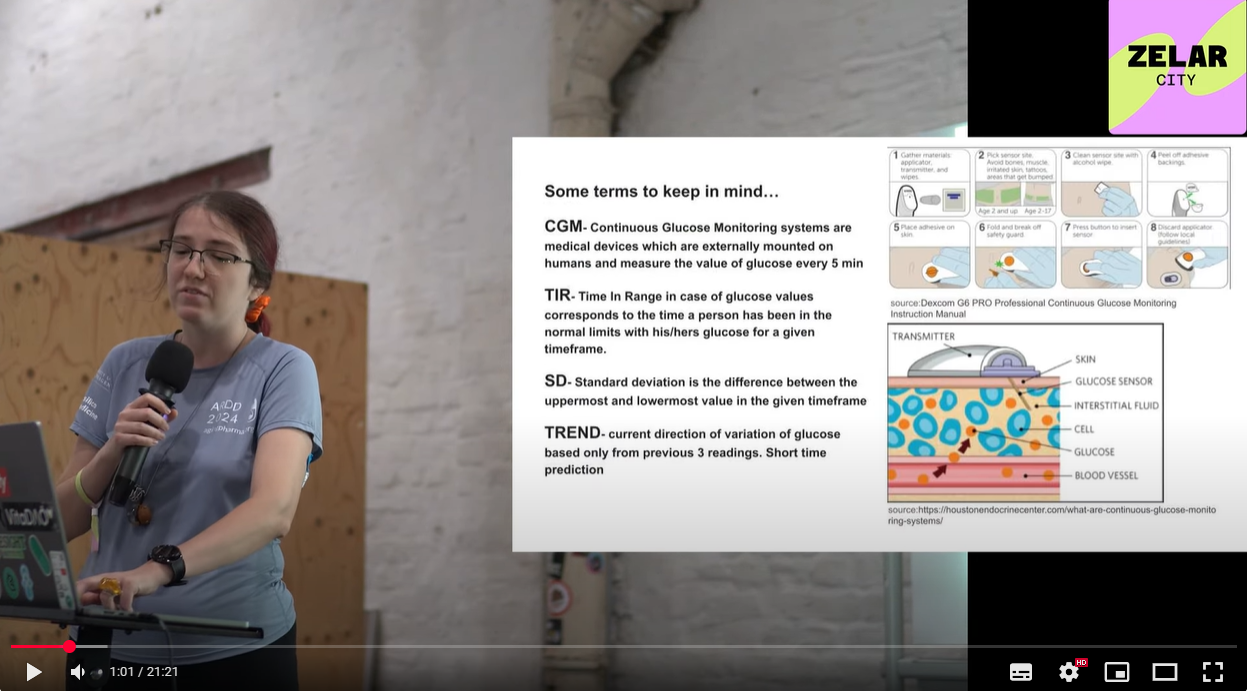 ZELAR
CITY
Some terms to keep in mind…
CGM- Continuous Glucose Monitoring systems are
medical devices which are externally mounted on
humans and measure the value of glucose every 5 min
TIR- Time In Range in case of glucose values
corresponds to the time a person has been in the
normal limits with his/hers glucose for a given
timeframe.
SD- Standard deviation is the difference between the
uppermost and lowermost value in the given timeframe
TREND- current direction of variation of glucose
based only from previous 3 readings. Short time
prediction
1 Gather materials:
applicator,
transmitter, and
wipes.
2 Pick sensor site.
Avoid bones, muscle,
irritated skin, tattoos,
areas that get bumped
Age 2 and up Age 2-17
3 Clean sensor site with
alcohol wipe.
4 Peel off adhesive
backings.
5 Place adhesive on
skin.
6 Fold and break off
safety guard.
7 Press button to insert
sensor.
8 Discard applicator
(follow local
guidelines)
source:Dexcom G6 PRO Professional Continuous Glucose Monitoring
Instruction Manual
TRANSMITTER
SKIN
GLUCOSE SENSOR
INTERSTITIAL FLUID
CELL
GLUCOSE
BLOOD VESSEL
source:https://houstonendocrinecenter.com/what-are-continuous-glucose-monito
ring-systems/
ARDD
2024
VitaDAO
1:01 / 21:21
HD